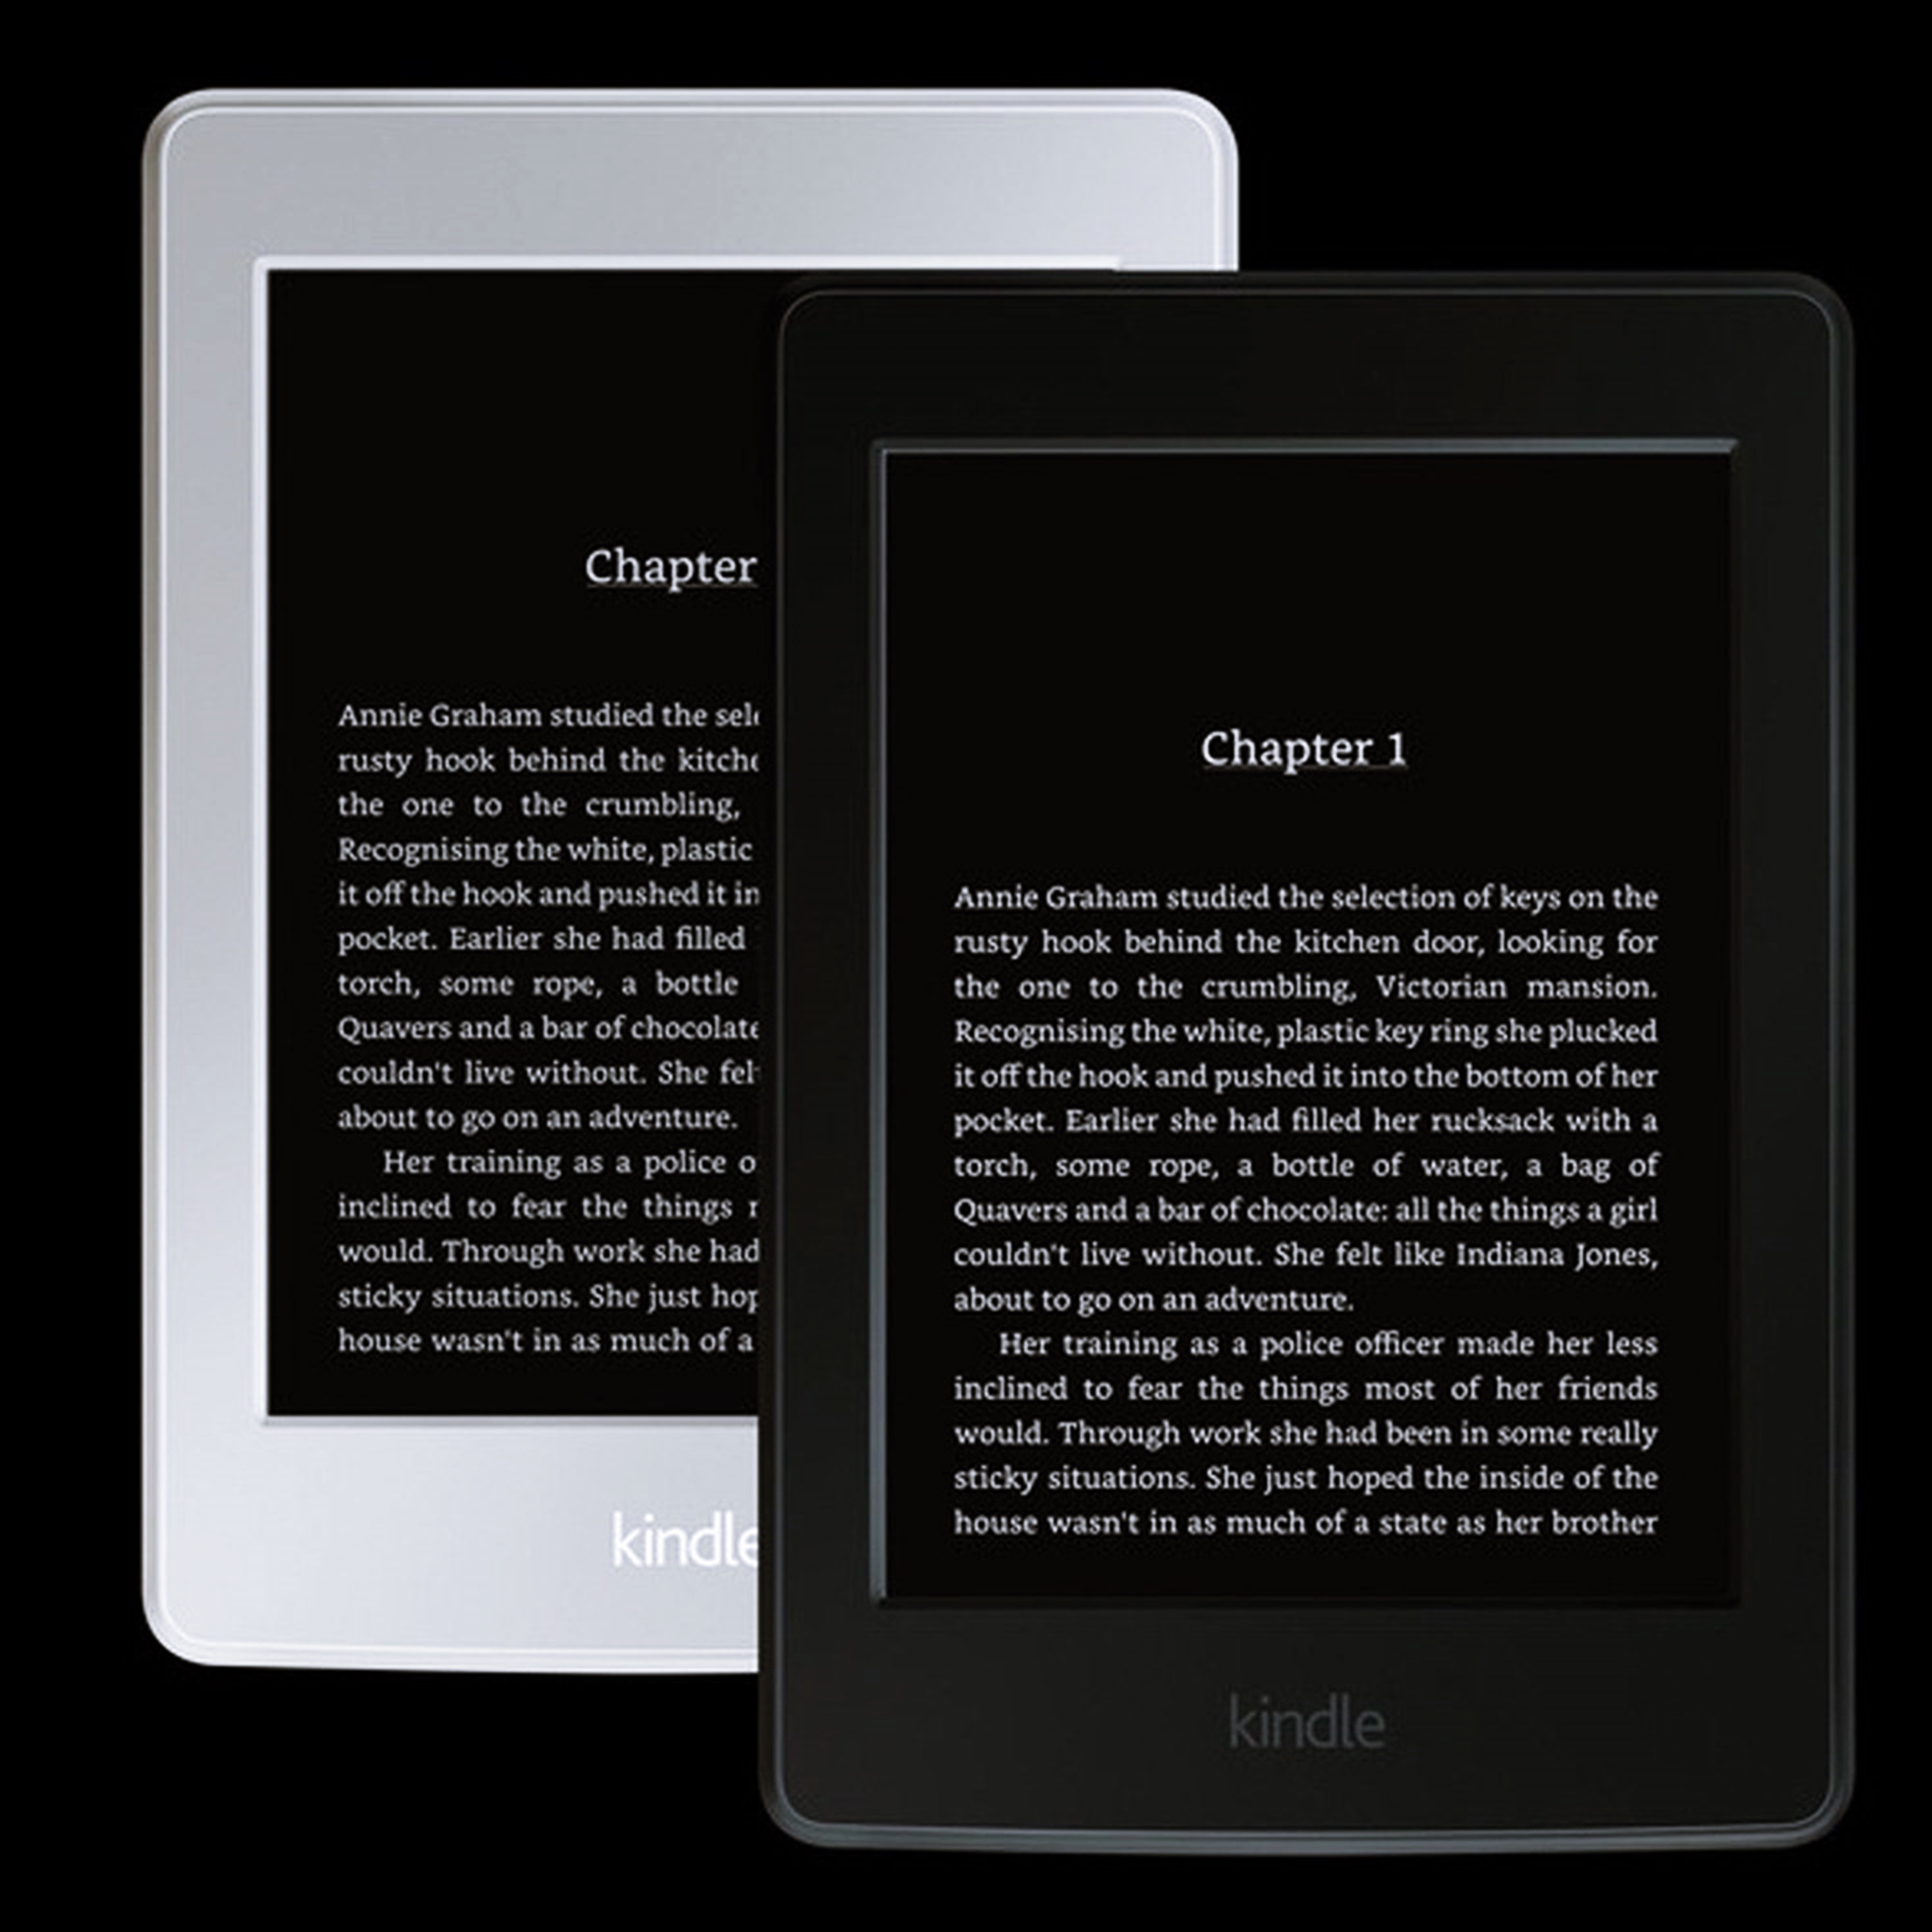 Chapter
Annie Graham studied the
rusty hook behind the
the one to the crumbling,
Recognising the white, plastic
it off the hook and pushed it in
pocket. Earlier she had filled
torch, some rope, a bottle
Quavers and a bar of chocolate
couldn't live without. She
about to go on an adventure.
Her training as a police
inclined to fear the things
would. Through work she had
sticky situations. She just
house wasn't in as much of a
kindle
Chapter 1
Annie Graham studied the selection of keys on the
rusty hook behind the kitchen door, looking for
the one to the crumbling, Victorian mansion.
Recognising the white, plastic key ring she plucked
it off the hook and pushed it into the bottom of her
pocket. Earlier she had filled her rucksack with a
torch, some rope, a bottle of water, a bag of
Quavers and a bar of chocolate: all the things a girl
couldn't live without. She felt like Indiana Jones,
about to go on an adventure.
Her training as a police officer made her less
inclined to fear the things most of her friends
would. Through work she had been in some really
sticky situations. She just hoped the inside of the
house wasn't in as much of a state as her brother
kindle